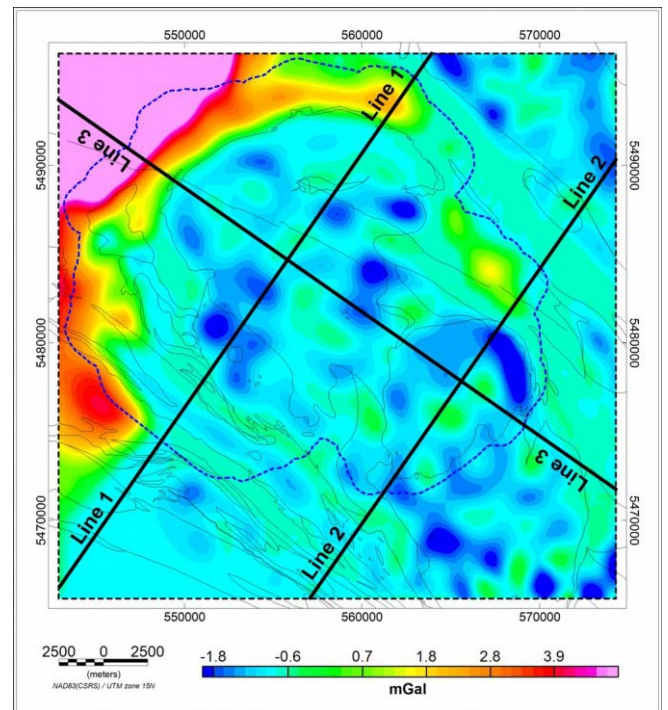 550000 560000 570000
Line 1
Line 3
Line 2
5490000 5490000
5480000 5480000
5470000 5470000
Line 3
Line 1
Line 2
550000 560000 570000
2500 0 2500
(meters)
NAD83(CSRS) / UTM zone 15N
-1.8 -0.6 0.7 1.8 2.8 3.9
mGal